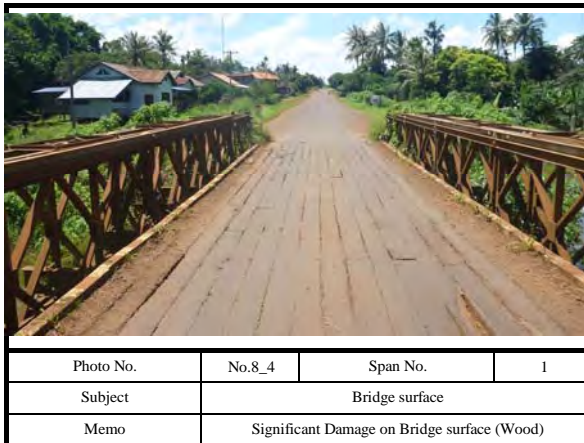 Photo No. No.8_4 Span No. 1
Subject Bridge surface
Memo Significant Damage on Bridge surface (Wood)